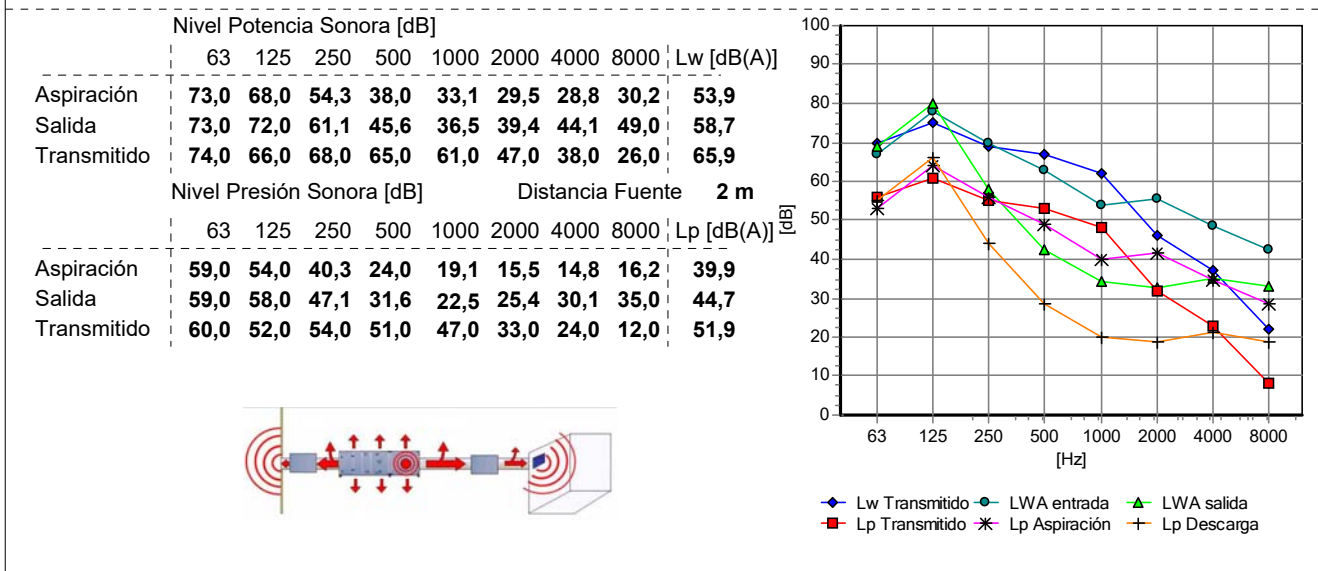 Nivel Potencia Sonora [dB]
63 125 250 500 1000 2000 4000 8000 Lw [dB(A)]
Aspiración 73,0 68,0 54,3 38,0 33,1 29,5 28,8 30,2 53,9
Salida 73,0 72,0 61,1 45,6 36,5 39,4 44,1 49,0 58,7
Transmitido 74,0 66,0 68,0 65,0 61,0 47,0 38,0 26,0 65,9
Nivel Presión Sonora [dB] Distancia Fuente 2 m
63 125 250 500 1000 2000 4000 8000 Lp [dB(A)]
Aspiración 59,0 54,0 40,3 24,0 19,1 15,5 14,8 16,2 39,9
Salida 59,0 58,0 47,1 31,6 22,5 25,4 30,1 35,0 44,7
Transmitido 60,0 52,0 54,0 51,0 47,0 33,0 24,0 12,0 51,9
100
90
80
70
60
50
40
30
20
10
0
[dB]
63 125 250 500 1000 2000 4000 8000
[Hz]
Lw Transmitido LWA entrada LWA salida
Lp Transmitido Lp Aspiración Lp Descarga